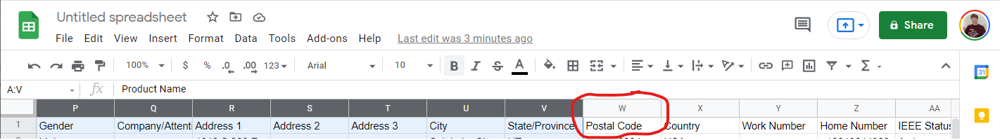 Untitled spreadsheet
File Edit View Insert Format Data Tools Add-ons Help Last edit was 3 minutes ago
Share
100% $ % .0 .00 123 Arial 10 B I S A
31
A:V fx Product Name
P Q R S T U V W X Y Z AA
1 Gender Company/Attenti Address 1 Address 2 Address 3 City State/Province Postal Code Country Work Number Home Number IEEE Status